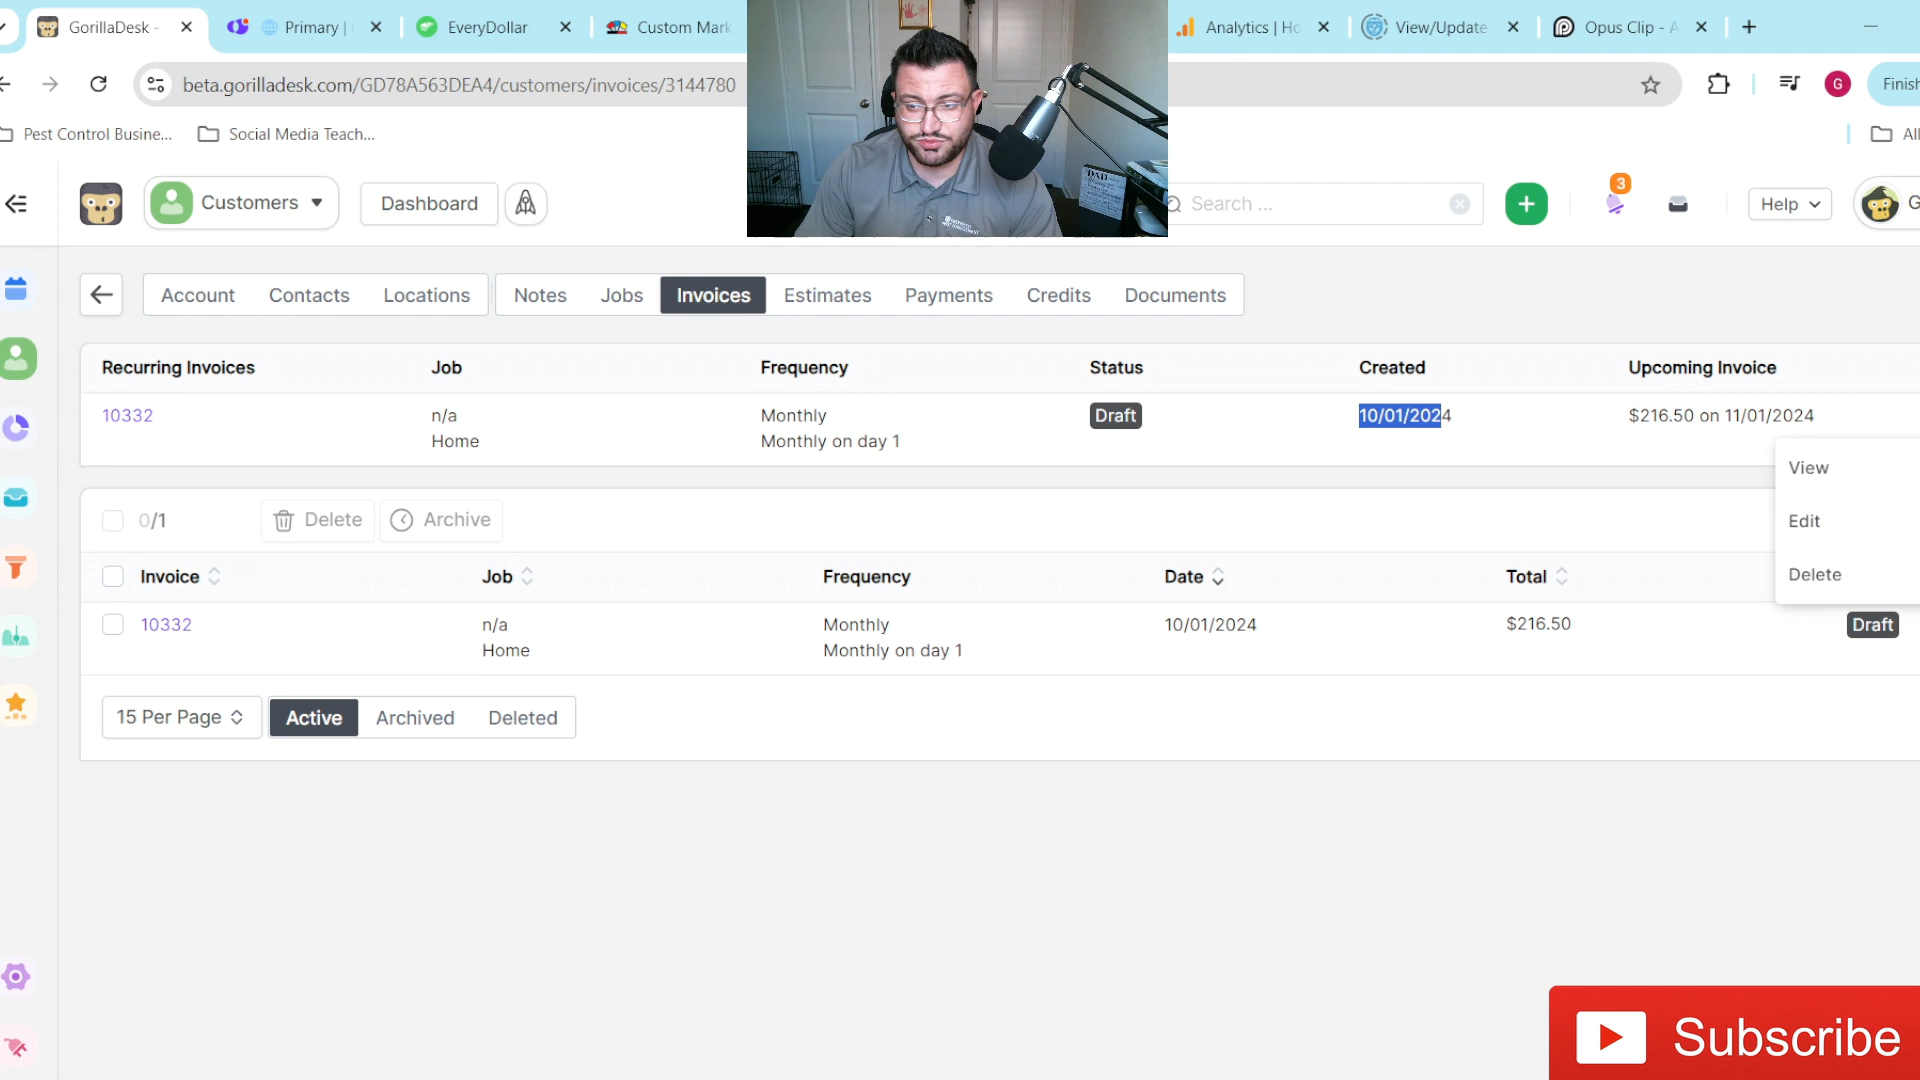 GorillaDesk -
Primary |
EveryDollar
Custom Mark
Analytics | Ho
View/Update
Opus Clip - A
beta.gorilladesk.com/GD78A563DEA4/customers/invoices/3144780
G
Finish
Pest Control Busine...
Social Media Teach...
All
Customers
Dashboard
Search ...
3
Help
G
DAD
Account
Contacts
Locations
Notes
Jobs
Invoices
Estimates
Payments
Credits
Documents
Recurring Invoices Job Frequency Status Created Upcoming Invoice
10332 n/a Monthly Draft 10/01/2024 $216.50 on 11/01/2024
Home Monthly on day 1
View
Edit
Delete
0/1 Delete Archive
Invoice Job Frequency Date Total
10332 n/a Monthly 10/01/2024 $216.50 Draft
Home Monthly on day 1
15 Per Page Active Archived Deleted
Subscribe